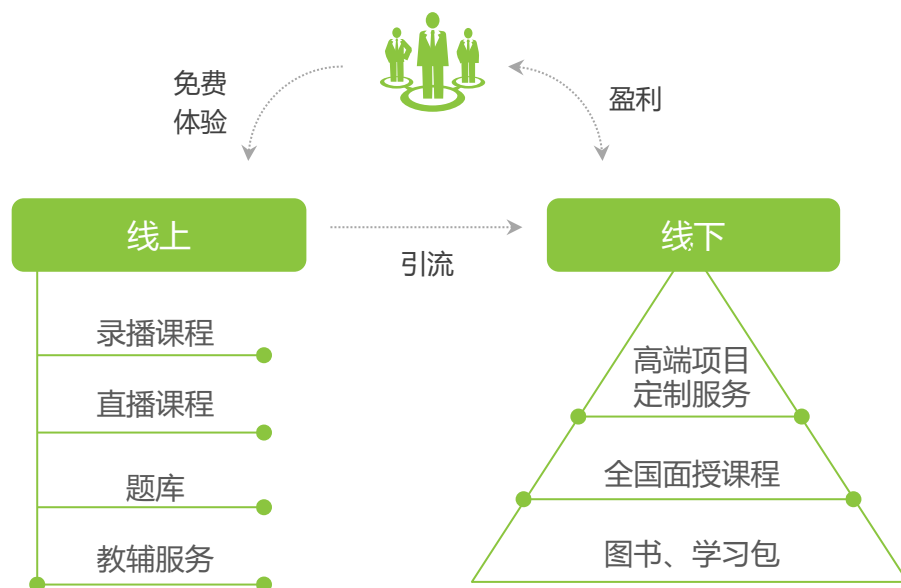 免费
体验
盈利
线上
引流
线下
录播课程
直播课程
题库
教辅服务
高端项目
定制服务
全国面授课程
图书、学习包